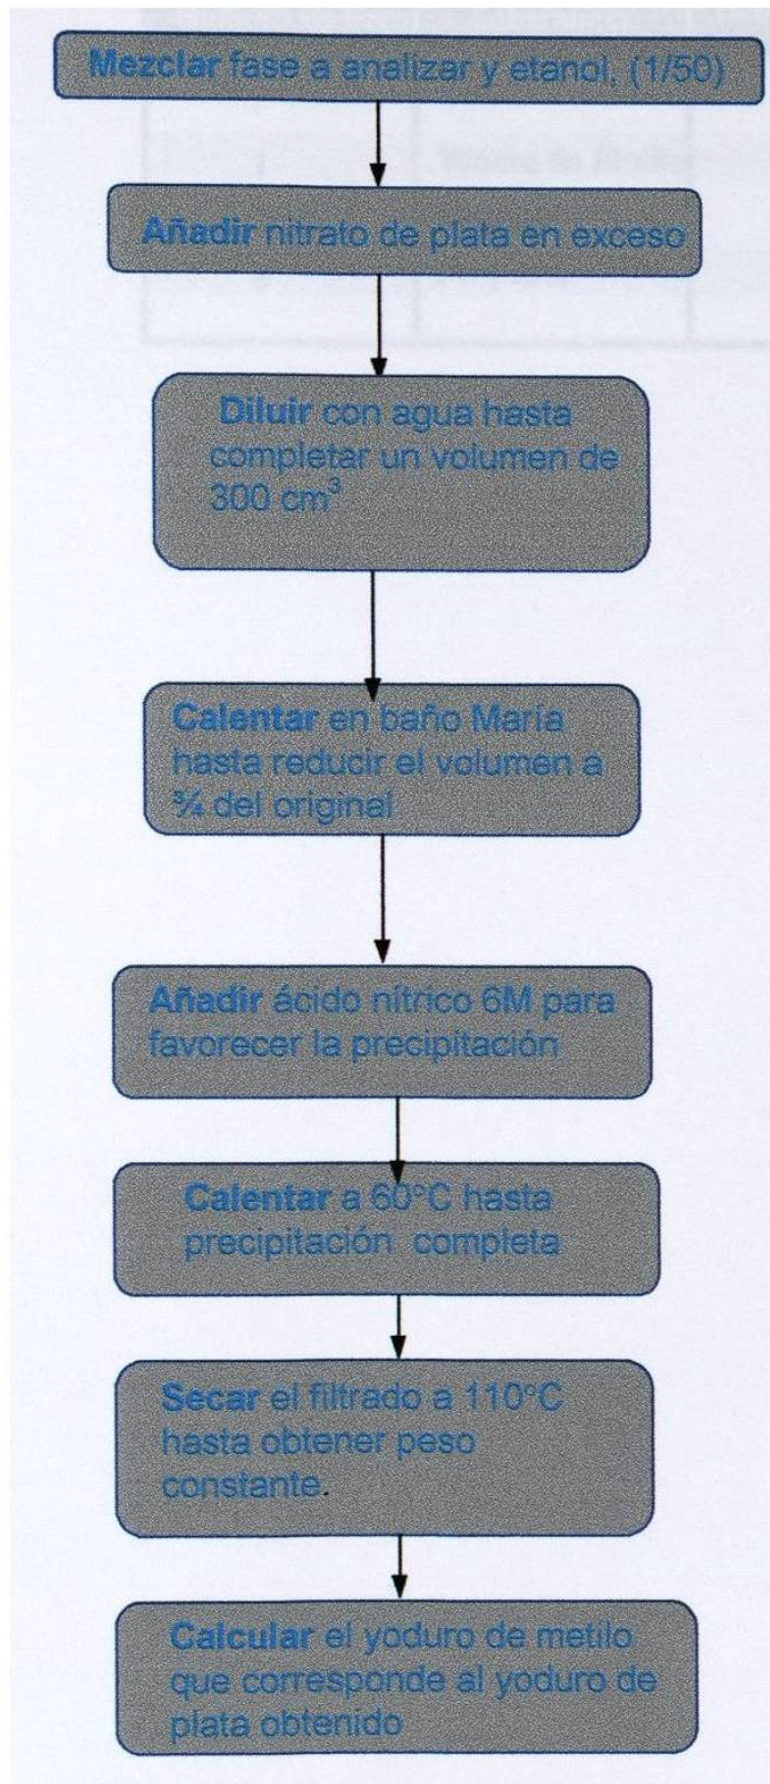 Mezclar fase a analizar y etanol, (1/50)
Añadir nitrato de plata en exceso
Diluir con agua hasta
completar un volumen de
300 cm³
Calentar en baño María
hasta reducir el volumen a
¾ del original
Añadir ácido nítrico 6M para
favorecer la precipitación
Calentar a 60°C hasta
precipitación completa
Secar el filtrado a 110°C
hasta obtener peso
constante.
Calcular el yoduro de metilo
que corresponde al yoduro de
plata obtenido